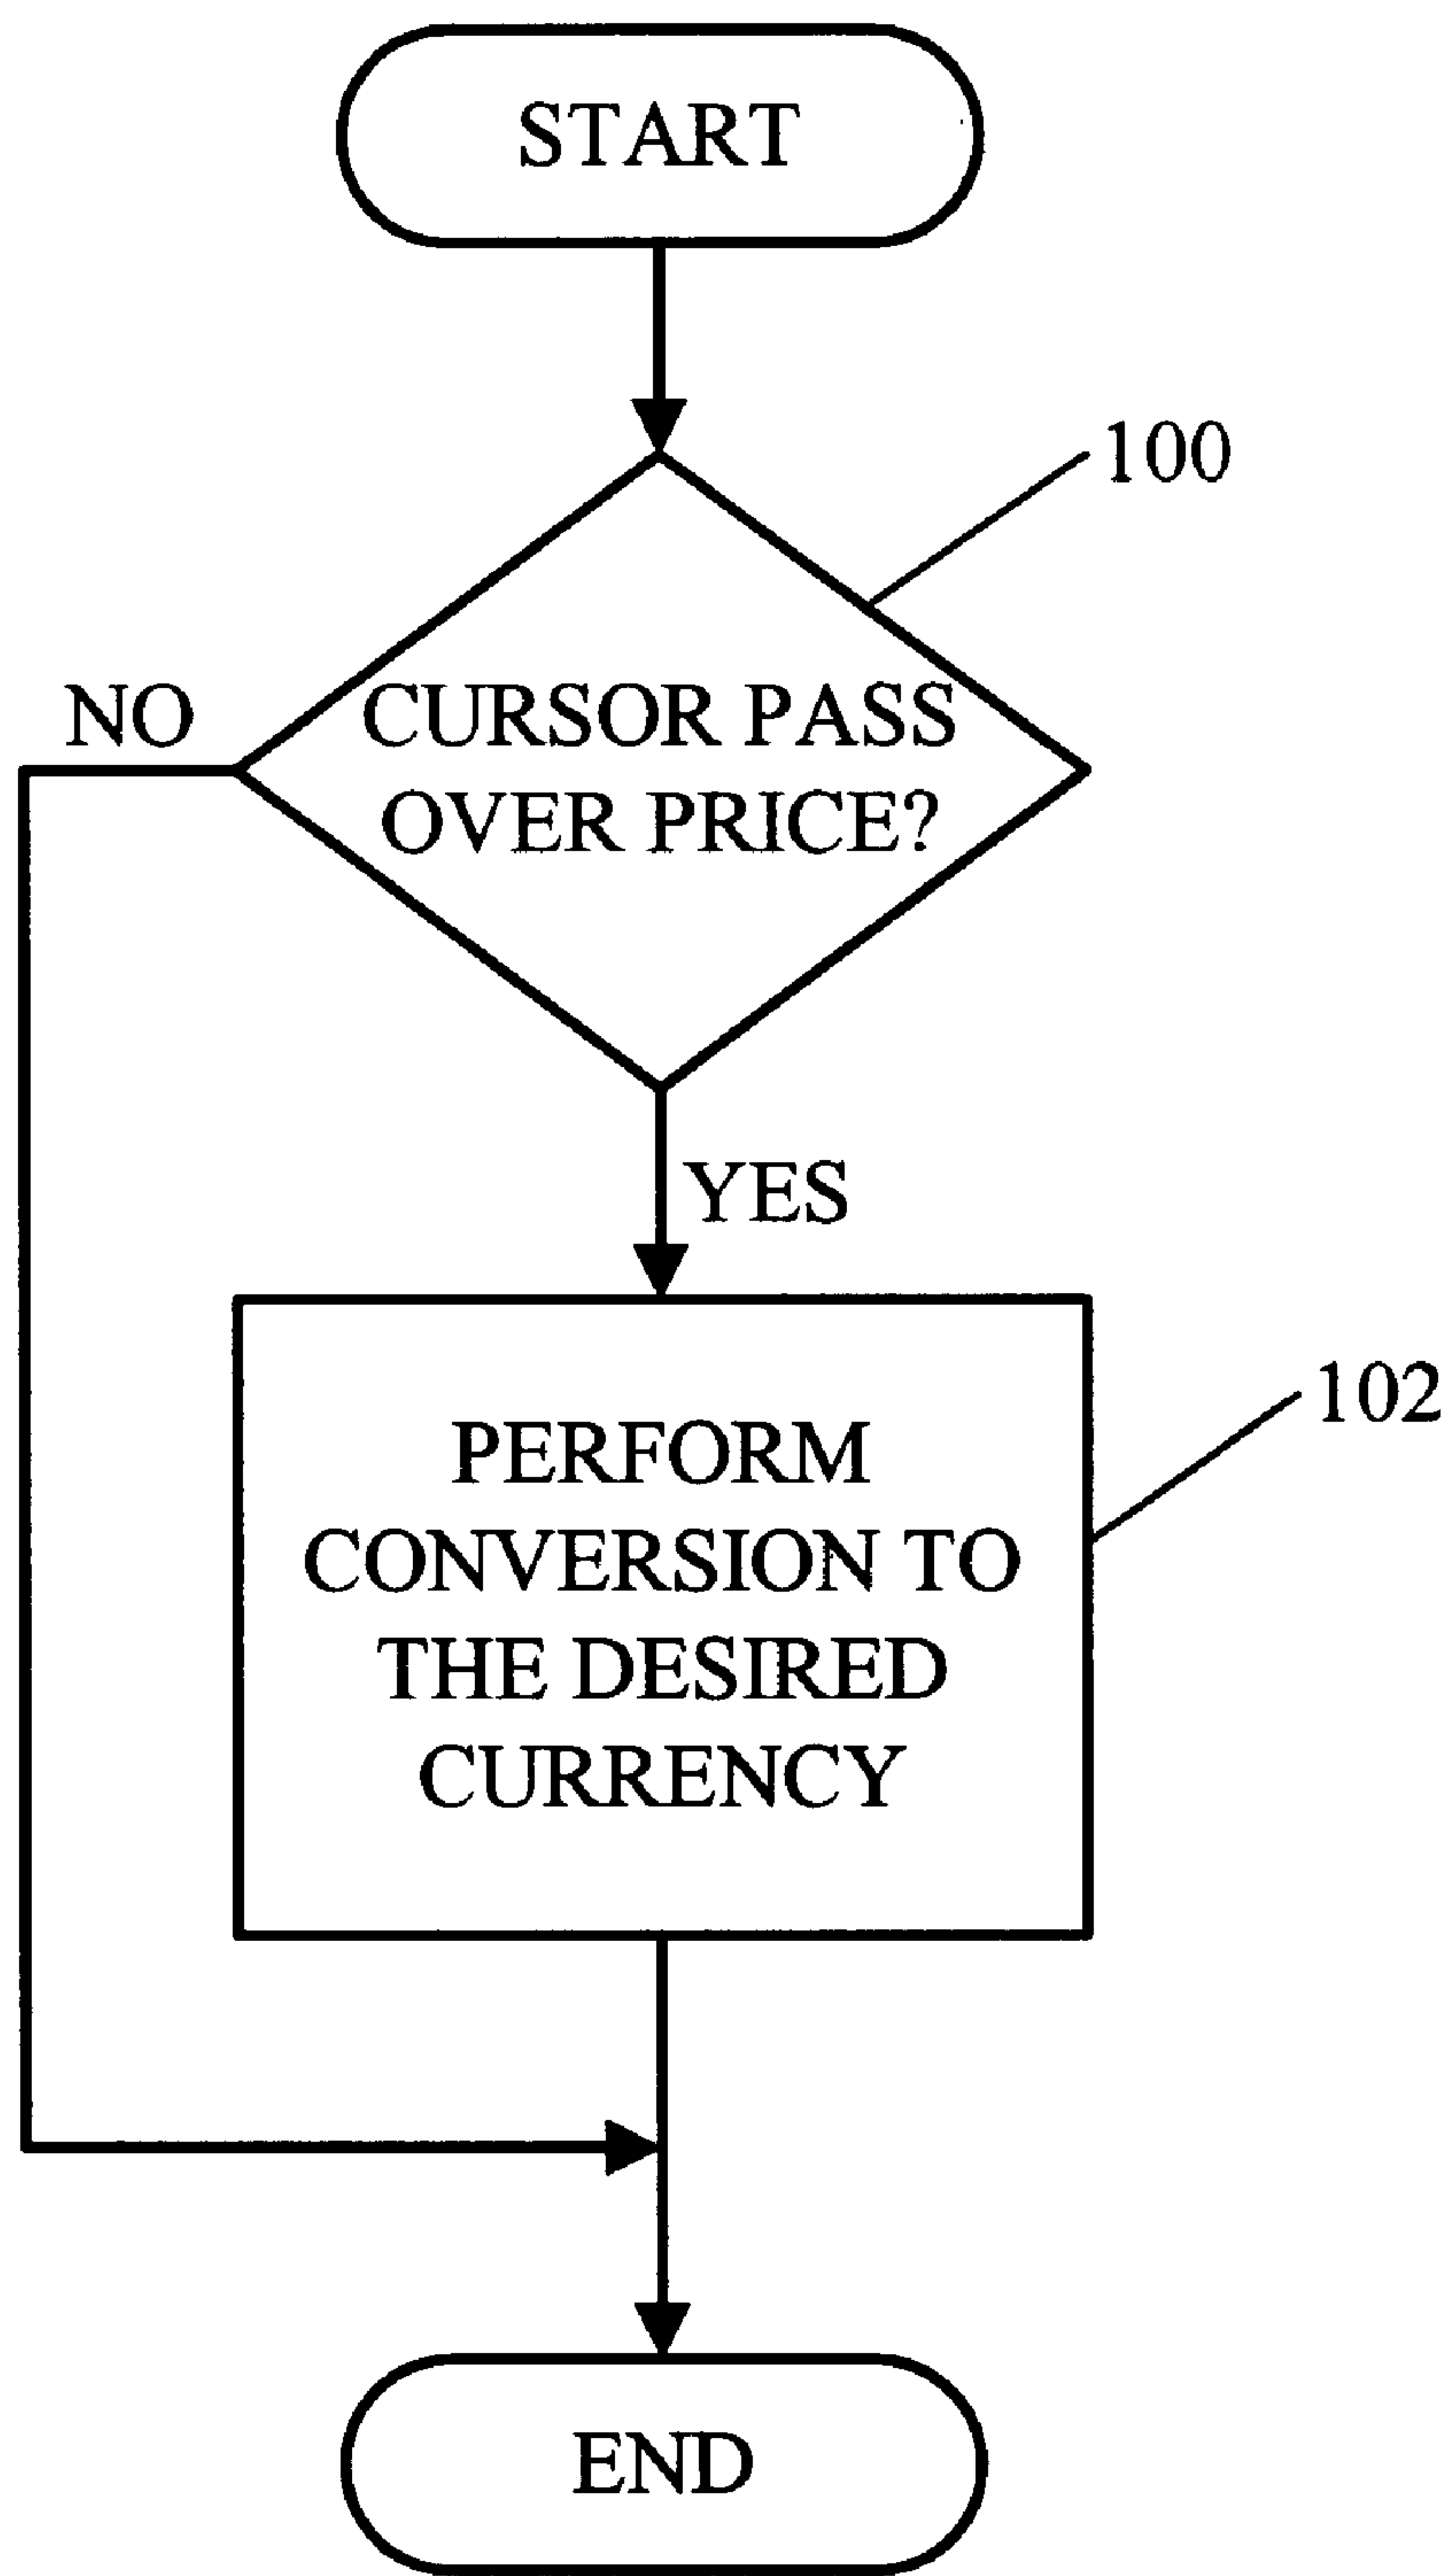 START
100
NO
CURSOR PASS
OVER PRICE?
YES
102
PERFORM
CONVERSION TO
THE DESIRED
CURRENCY
END